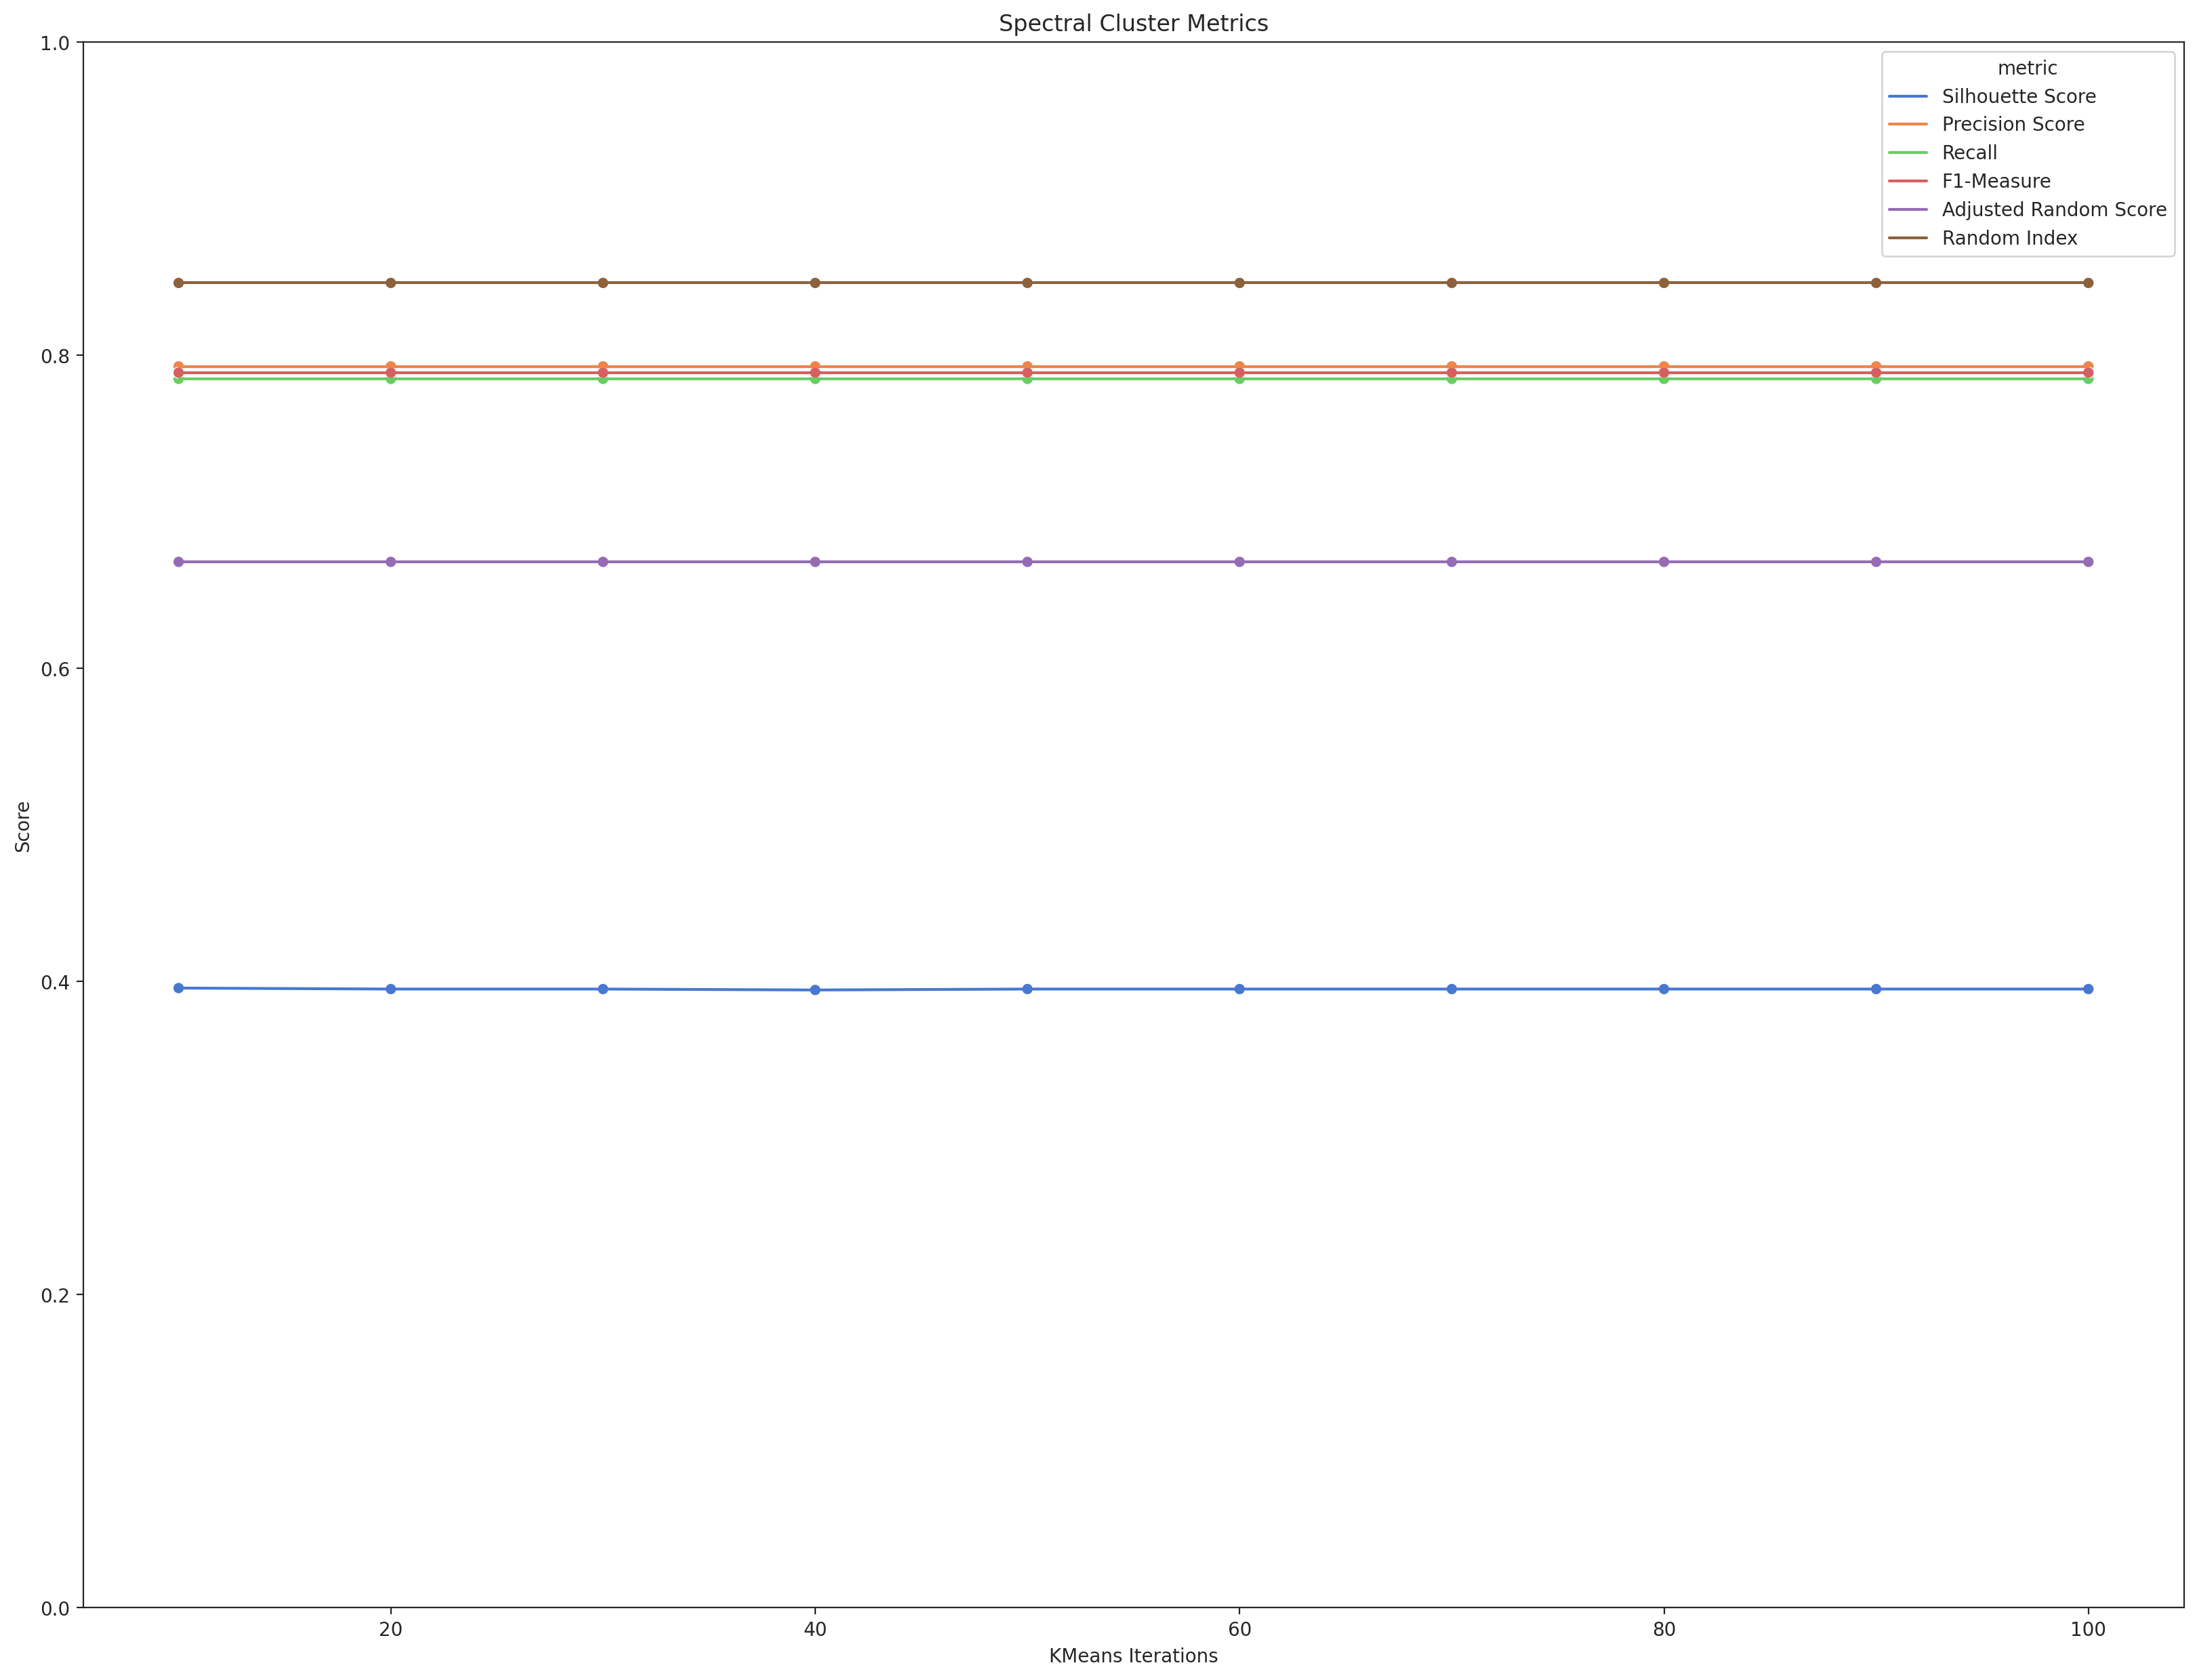 Spectral Cluster Metrics
1.0
0.8
0.6
0.4
0.2
0.0
Score
metric
Silhouette Score
Precision Score
Recall
F1-Measure
Adjusted Random Score
Random Index
20 40 60 80 100
KMeans Iterations